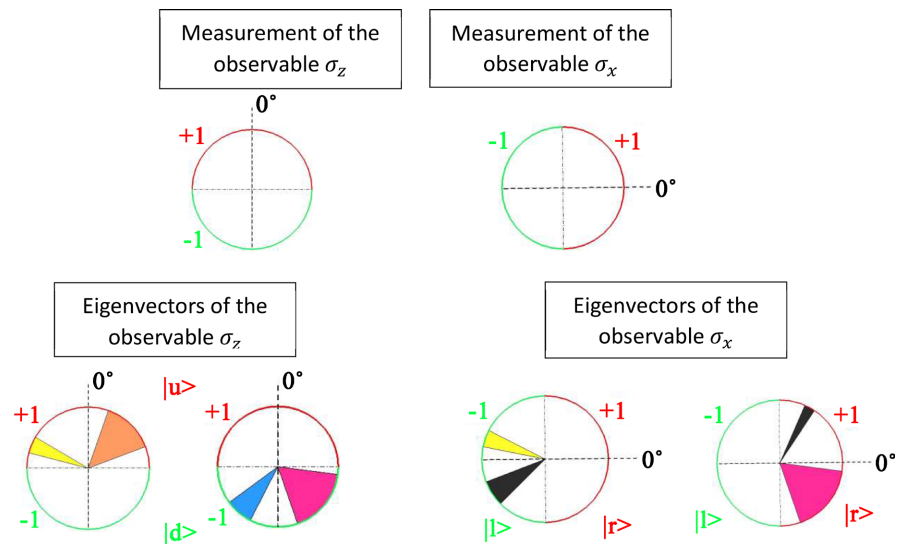 Measurement of the
observable σz
Measurement of the
observable σx
0°
+1
-1
-1
+1
0°
Eigenvectors of the
observable σz
Eigenvectors of the
observable σx
0°
|u>
+1
-1
0°
+1
-1
|d>
-1
+1
0°
|l>
|r>
-1
+1
0°
|l>
|r>